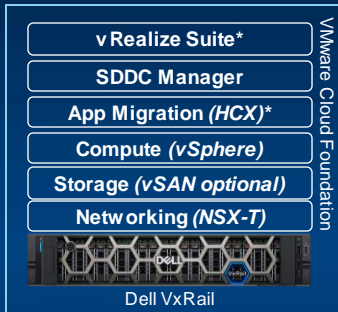 vRealize Suite*
SDDC Manager
App Migration (HCX)*
Compute (vSphere)
Storage (vSAN optional)
Networking (NSX-T)
VMware Cloud Foundation
DELL
VxRail
Dell VxRail